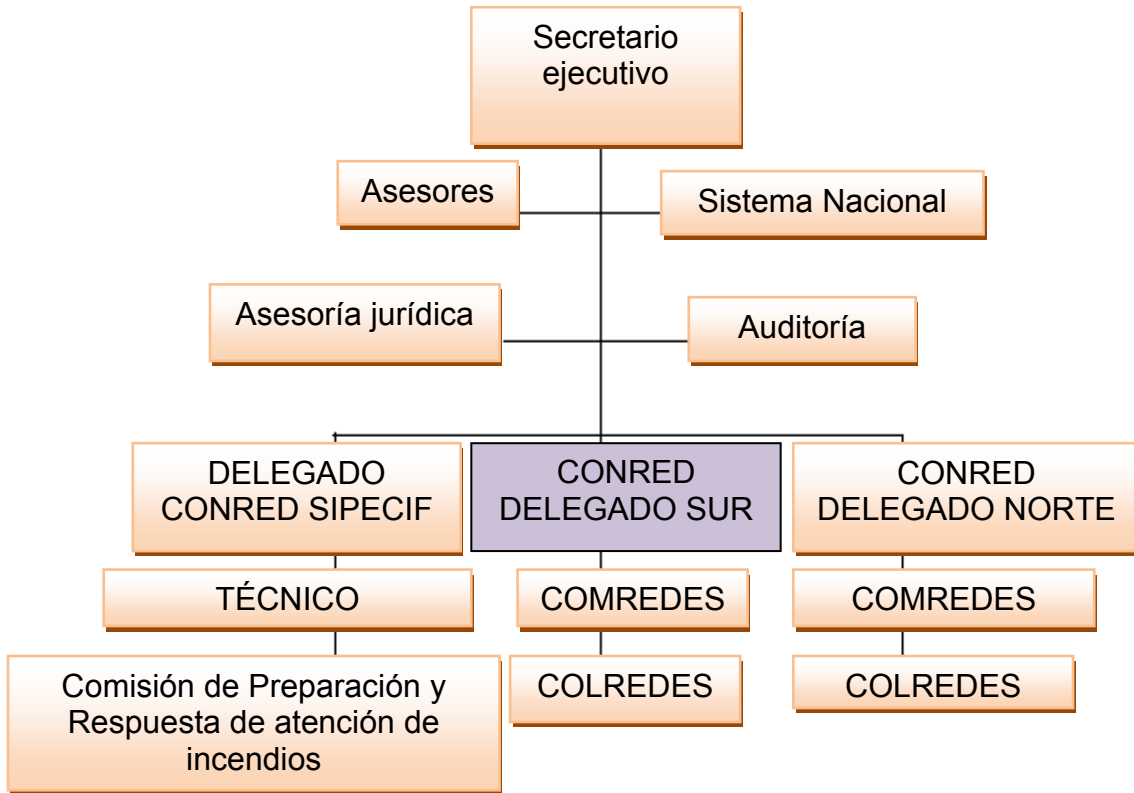 Secretario
ejecutivo
Asesores
Sistema Nacional
Asesoría jurídica
Auditoría
DELEGADO
CONRED SIPECIF
CONRED
DELEGADO SUR
CONRED
DELEGADO NORTE
TÉCNICO
COMREDES
COMREDES
Comisión de Preparación y
Respuesta de atención de
incendios
COLREDES
COLREDES